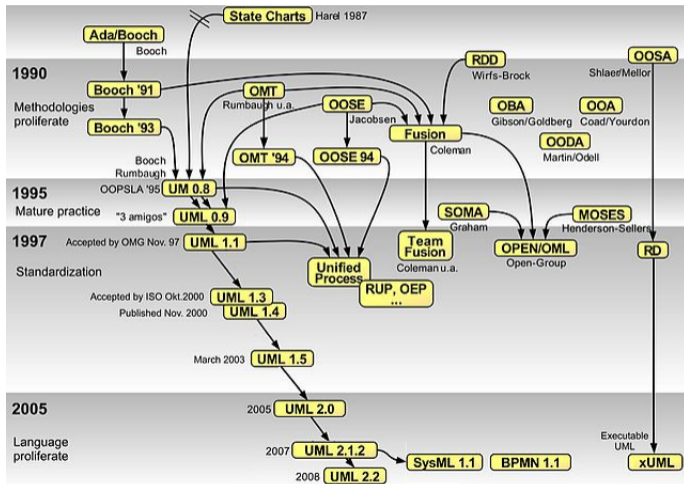 State Charts
Harel 1987
Ada/Booch
Booch
1990
Methodologies
proliferate
Booch '91
Booch '93
OMT
Rumbaugh u.a.
OOSE
Jacobsen
RDD
Wirfs-Brock
OOSA
Shlaer/Mellor
OBA
Gibson/Goldberg
OOA
Coad/Yourdon
Fusion
Coleman
OODA
Martin/Odell
OMT '94
OOSE 94
Booch
Rumbaugh
OOPSLA '95
UM 0.8
1995
Mature practice
"3 amigos"
UML 0.9
SOMA
Graham
MOSES
Henderson-Sellers
1997
Standardization
Accepted by OMG Nov. 97
UML 1.1
Team
Fusion
Coleman u.a.
OPEN/OML
Open-Group
RD
Unified
Process
RUP, OEP
...
Accepted by ISO Okt.2000
UML 1.3
Published Nov. 2000
UML 1.4
March 2003
UML 1.5
2005
Language
proliferate
2005
UML 2.0
2007
UML 2.1.2
2008
UML 2.2
SysML 1.1
BPMN 1.1
Executable
UML
xUML